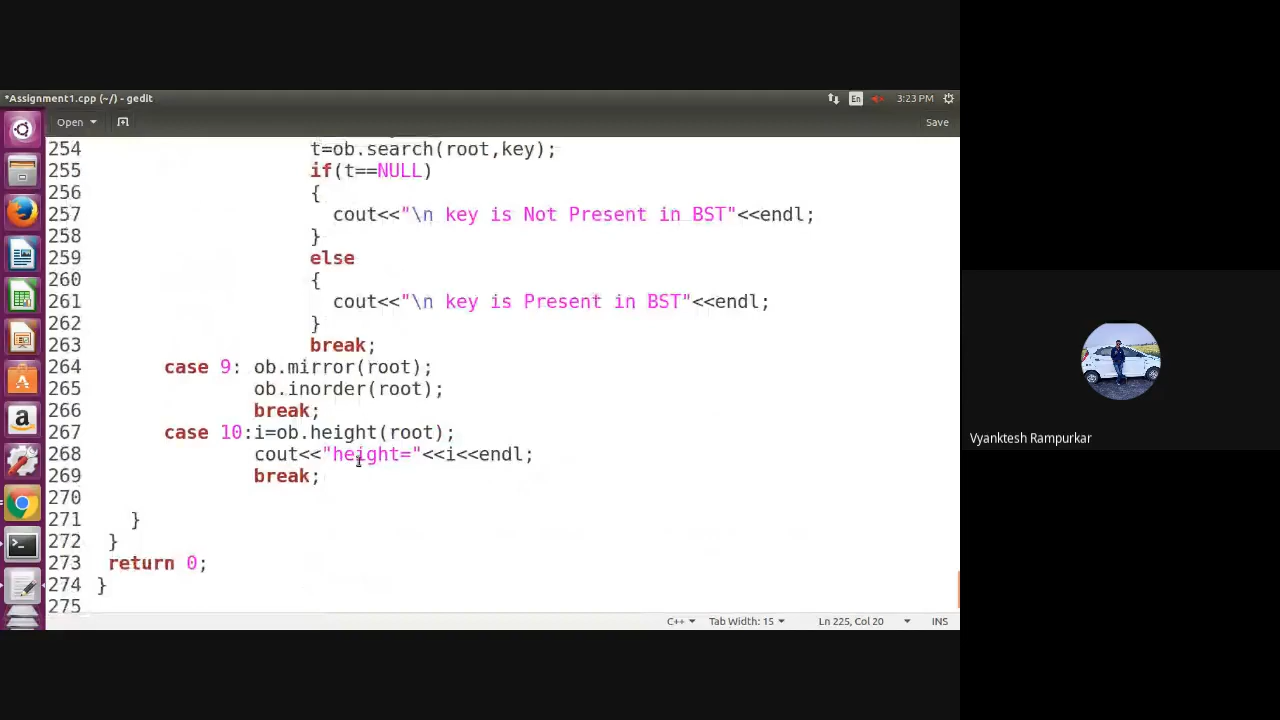 *Assignment1.cpp (~/) - gedit
En
3:23 PM
Open
Save
254 t=ob.search(root,key);
255 if(t==NULL)
256 {
257 cout<<"\n key is Not Present in BST"<<endl;
258 }
259 else
260 {
261 cout<<"\n key is Present in BST"<<endl;
262 }
263 break;
264 case 9: ob.mirror(root);
265 ob.inorder(root);
266 break;
267 case 10:i=ob.height(root);
268 cout<<"height="<<i<<endl;
269 break;
270
271 }
272 }
273 return 0;
274 }
275
C++ Tab Width: 15 Ln 225, Col 20 INS
Vyanktesh Rampurkar